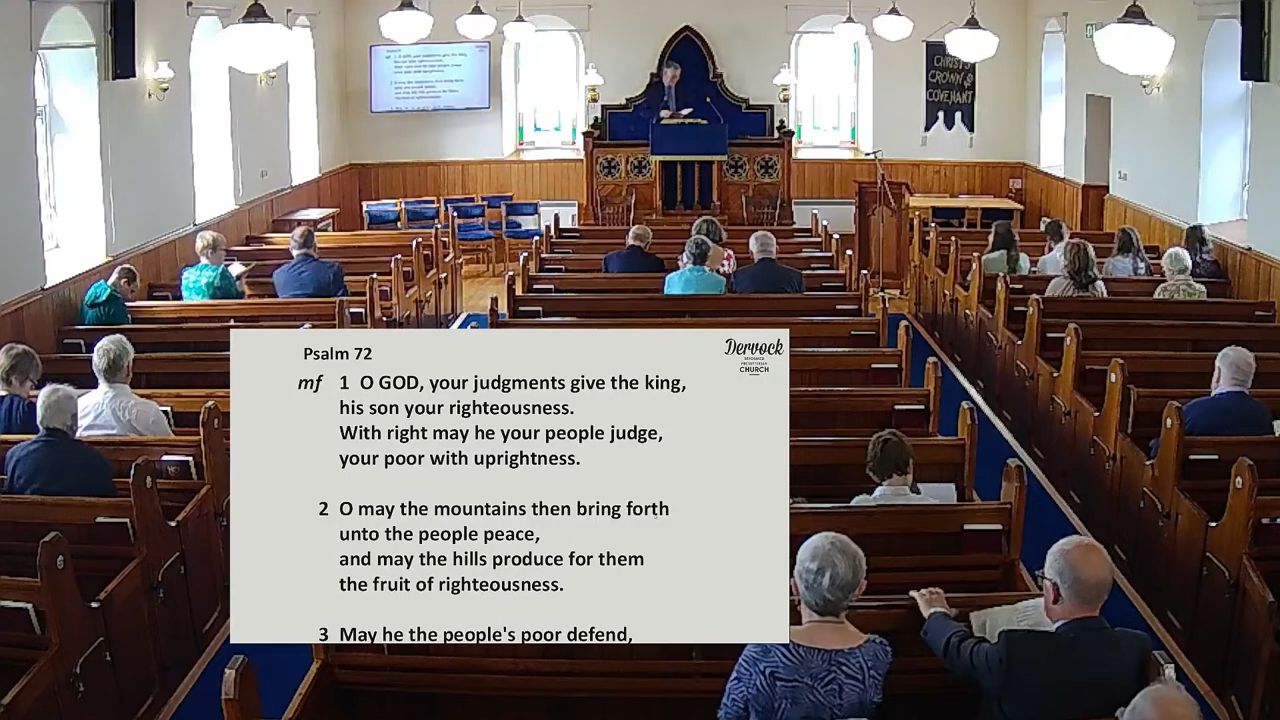 CHRIST'S
CROWN &
COVENANT
Psalm 72
Dervock
REFORMED
PRESBYTERIAN
CHURCH
mf 1 O GOD, your judgments give the king,
his son your righteousness.
With right may he your people judge,
your poor with uprightness.
2 O may the mountains then bring forth
unto the people peace,
and may the hills produce for them
the fruit of righteousness.
3 May he the people's poor defend,